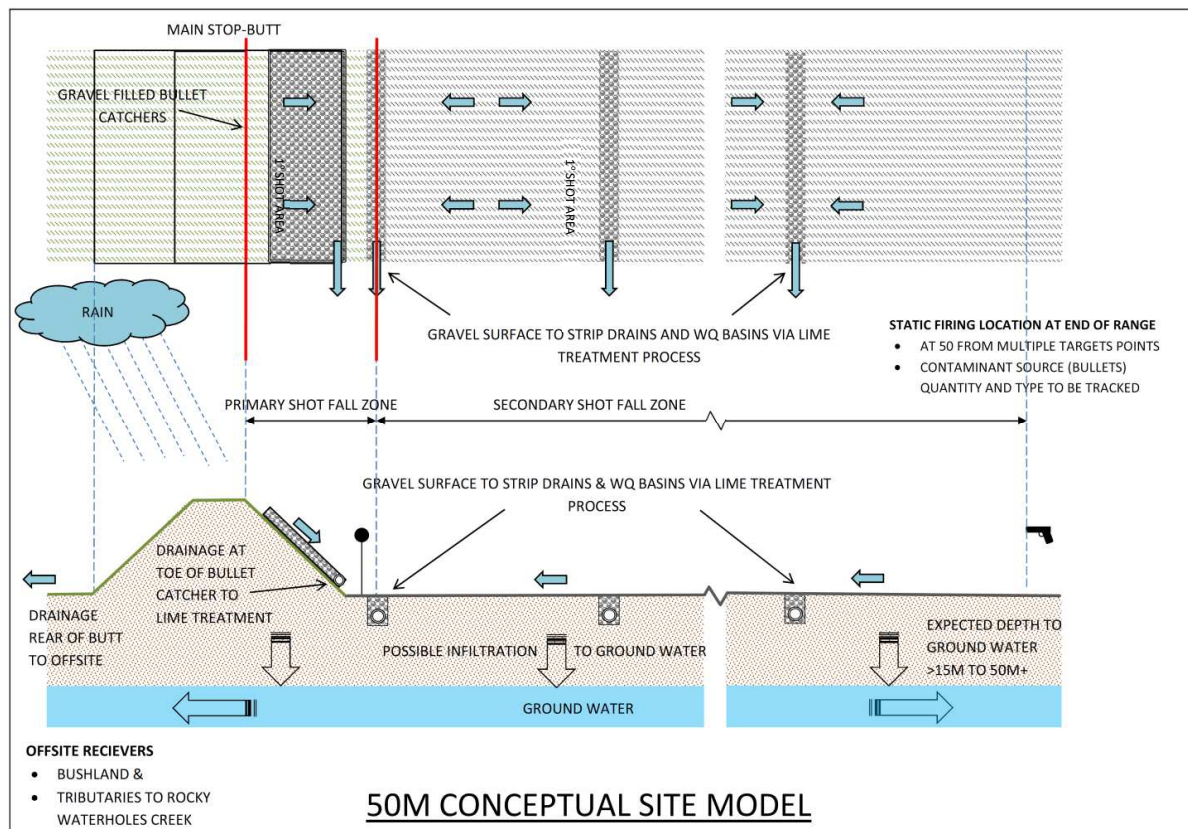 MAIN STOP-BUTT
GRAVEL FILLED BULLET
CATCHERS
1° SHOT AREA
1° SHOT AREA
RAIN
GRAVEL SURFACE TO STRIP DRAINS AND WQ BASINS VIA LIME
TREATMENT PROCESS
STATIC FIRING LOCATION AT END OF RANGE
• AT 50 FROM MULTIPLE TARGETS POINTS
• CONTAMINANT SOURCE (BULLETS)
QUANTITY AND TYPE TO BE TRACKED
PRIMARY SHOT FALL ZONE
SECONDARY SHOT FALL ZONE
GRAVEL SURFACE TO STRIP DRAINS & WQ BASINS VIA LIME TREATMENT
PROCESS
DRAINAGE AT
TOE OF BULLET
CATCHER TO
LIME TREATMENT
DRAINAGE
REAR OF BUTT
TO OFFSITE
POSSIBLE INFILTRATION TO GROUND WATER
EXPECTED DEPTH TO
GROUND WATER
>15M TO 50M+
GROUND WATER
OFFSITE RECIEVERS
• BUSHLAND &
• TRIBUTARIES TO ROCKY
WATERHOLES CREEK
50M CONCEPTUAL SITE MODEL